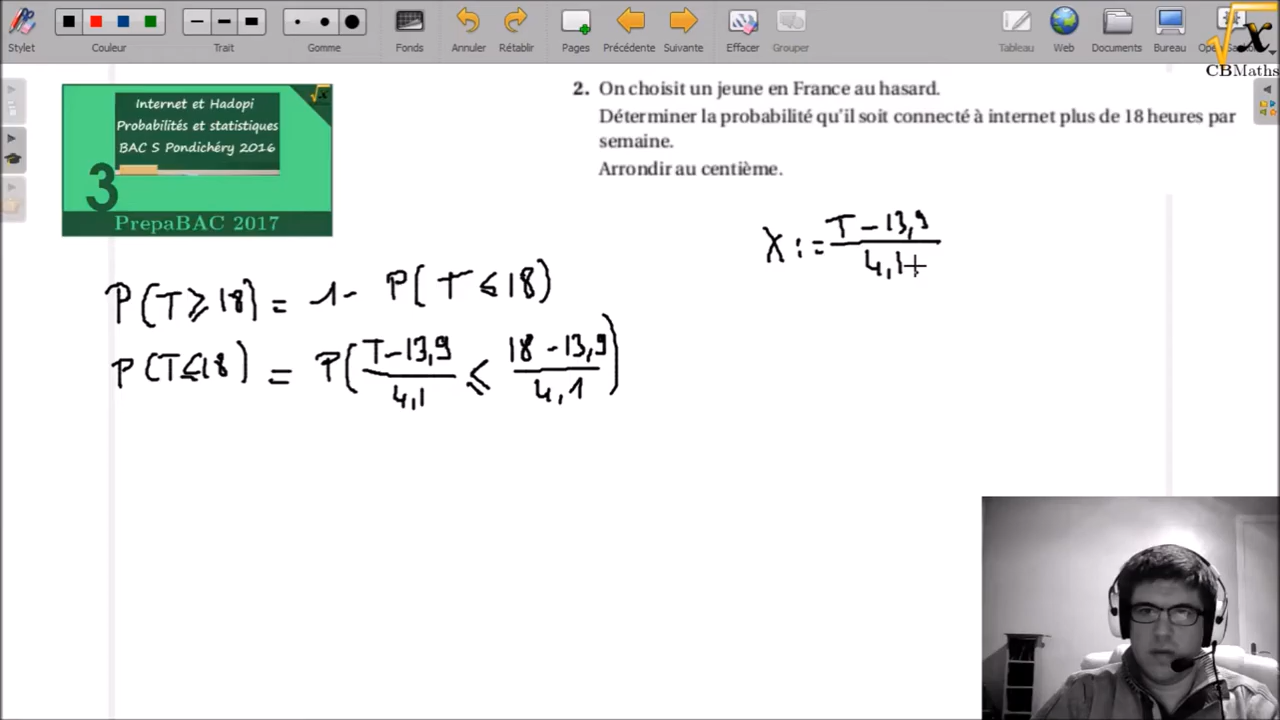 Stylet Couleur Trait Gomme Fonds Annuler Rétablir Pages Précédente Suivante Effacer Grouper Tableau Web Documents Bureau
CBMaths
Internet et Hadopi
Probabilités et statistiques
BAC S Pondichéry 2016
3
PrepaBAC 2017
2. On choisit un jeune en France au hasard.
Déterminer la probabilité qu'il soit connecté à internet plus de 18 heures par
semaine.
Arrondir au centième.
X := (T - 13,9)/(4,1)
P(T ⩾ 18) = 1 - P(T ⩽ 18)
P(T ⩽ 18) = P((T - 13,9)/(4,1) ⩽ (18 - 13,9)/(4,1))